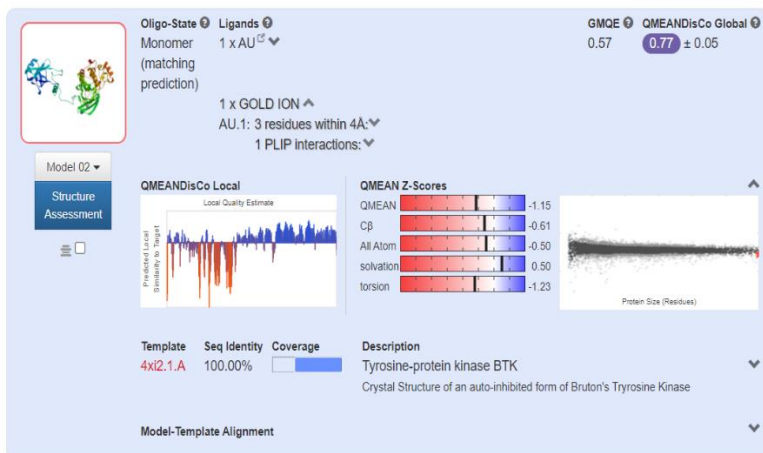 Oligo-State Ligands GMQE QMEANDisCo Global
Monomer 1 x AU 0.57 0.77 ± 0.05
(matching
prediction)
1 x GOLD ION
AU.1: 3 residues within 4Å:
1 PLIP interactions:
Model 02
Structure
Assessment
QMEANDisCo Local QMEAN Z-Scores
Local Quality Estimate
Predicted Local
Similarity to Target
QMEAN -1.15
Cβ -0.61
All Atom -0.50
solvation 0.50
torsion -1.23
Protein Size (Residues)
Template Seq Identity Coverage Description
4xi2.1.A 100.00% Tyrosine-protein kinase BTK
Crystal Structure of an auto-inhibited form of Bruton's Tryrosine Kinase
Model-Template Alignment